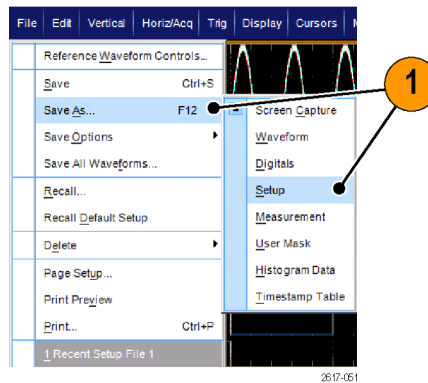 File Edit Vertical Horiz/Acq Trig Display Cursors
Reference Waveform Controls...
Save Ctrl+S
Save As... F12
Save Options
Save All Waveforms...
Recall...
Recall Default Setup
Delete
Page Setup...
Print Preview
Print... Ctrl+P
1 Recent Setup File 1
Screen Capture
Waveform
Digitals
Setup
Measurement
User Mask
Histogram Data
Timestamp Table
1
2617-051